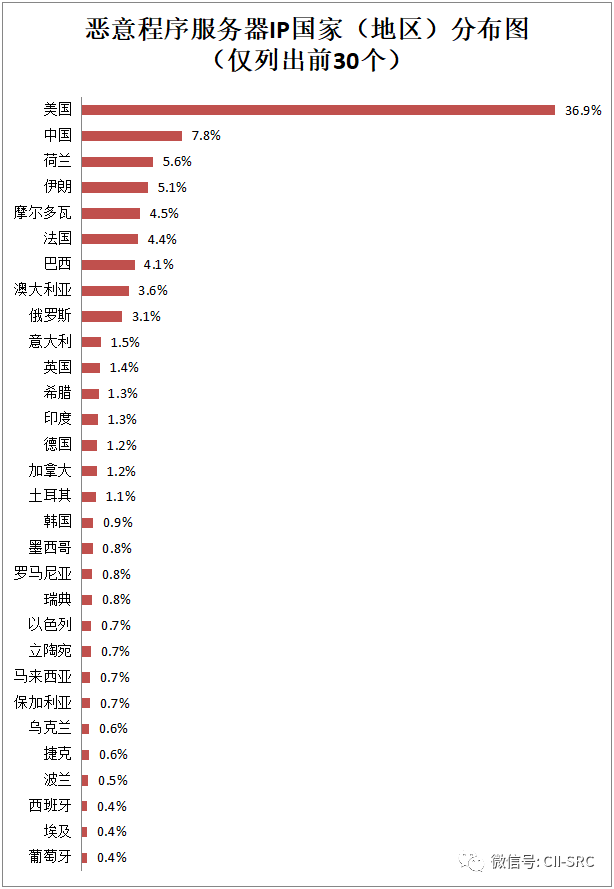 恶意程序服务器IP国家（地区）分布图
（仅列出前30个）
美国 36.9%
中国 7.8%
荷兰 5.6%
伊朗 5.1%
摩尔多瓦 4.5%
法国 4.4%
巴西 4.1%
澳大利亚 3.6%
俄罗斯 3.1%
意大利 1.5%
英国 1.4%
希腊 1.3%
印度 1.3%
德国 1.2%
加拿大 1.2%
土耳其 1.1%
韩国 0.9%
墨西哥 0.8%
罗马尼亚 0.8%
瑞典 0.8%
以色列 0.7%
立陶宛 0.7%
马来西亚 0.7%
保加利亚 0.7%
乌克兰 0.6%
捷克 0.6%
波兰 0.5%
西班牙 0.4%
埃及 0.4%
葡萄牙 0.4%
微信号: CII-SRC